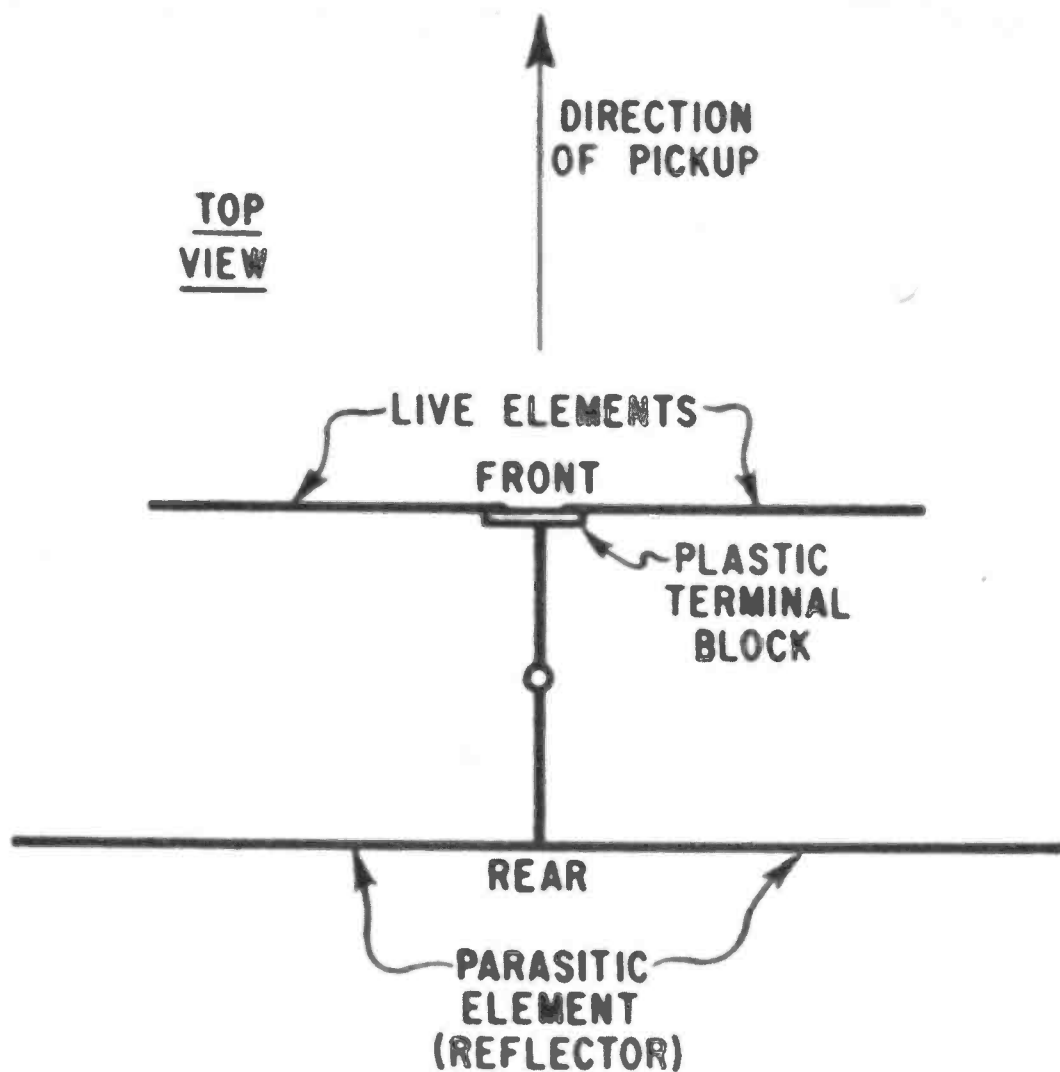 DIRECTION
OF PICKUP
TOP
VIEW
LIVE ELEMENTS
FRONT
PLASTIC
TERMINAL
BLOCK
REAR
PARASITIC
ELEMENT
(REFLECTOR)